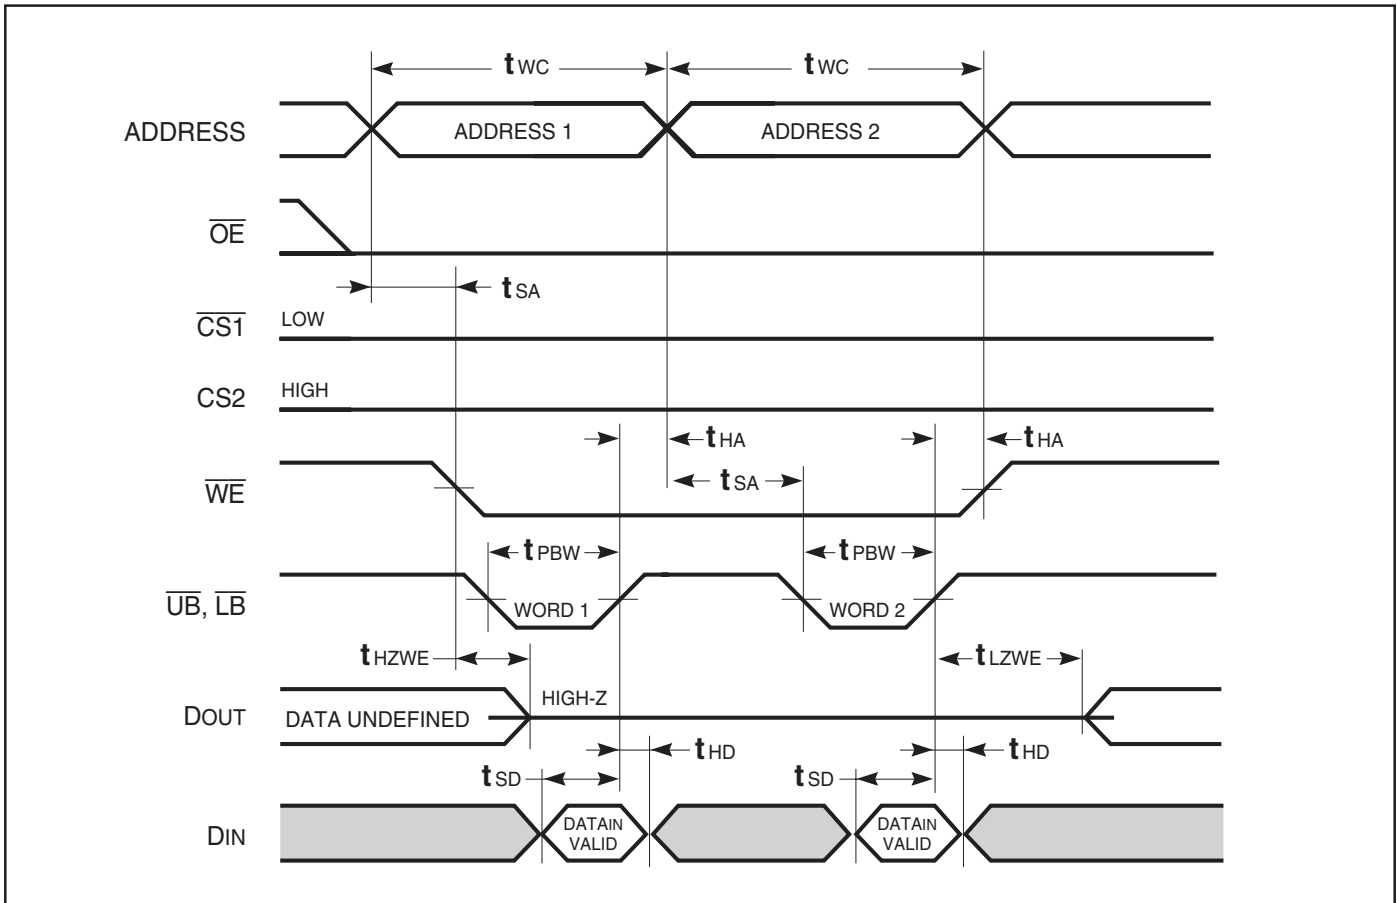 tWC tWC
ADDRESS ADDRESS 1 ADDRESS 2
OE
tSA
CS1 LOW
CS2 HIGH
tHA tHA
WE tSA
tPBW tPBW
UB, LB WORD 1 WORD 2
tHZWE tLZWE
DOUT DATA UNDEFINED HIGH-Z
tHD tHD
tSD tSD
DIN DATAIN VALID DATAIN VALID